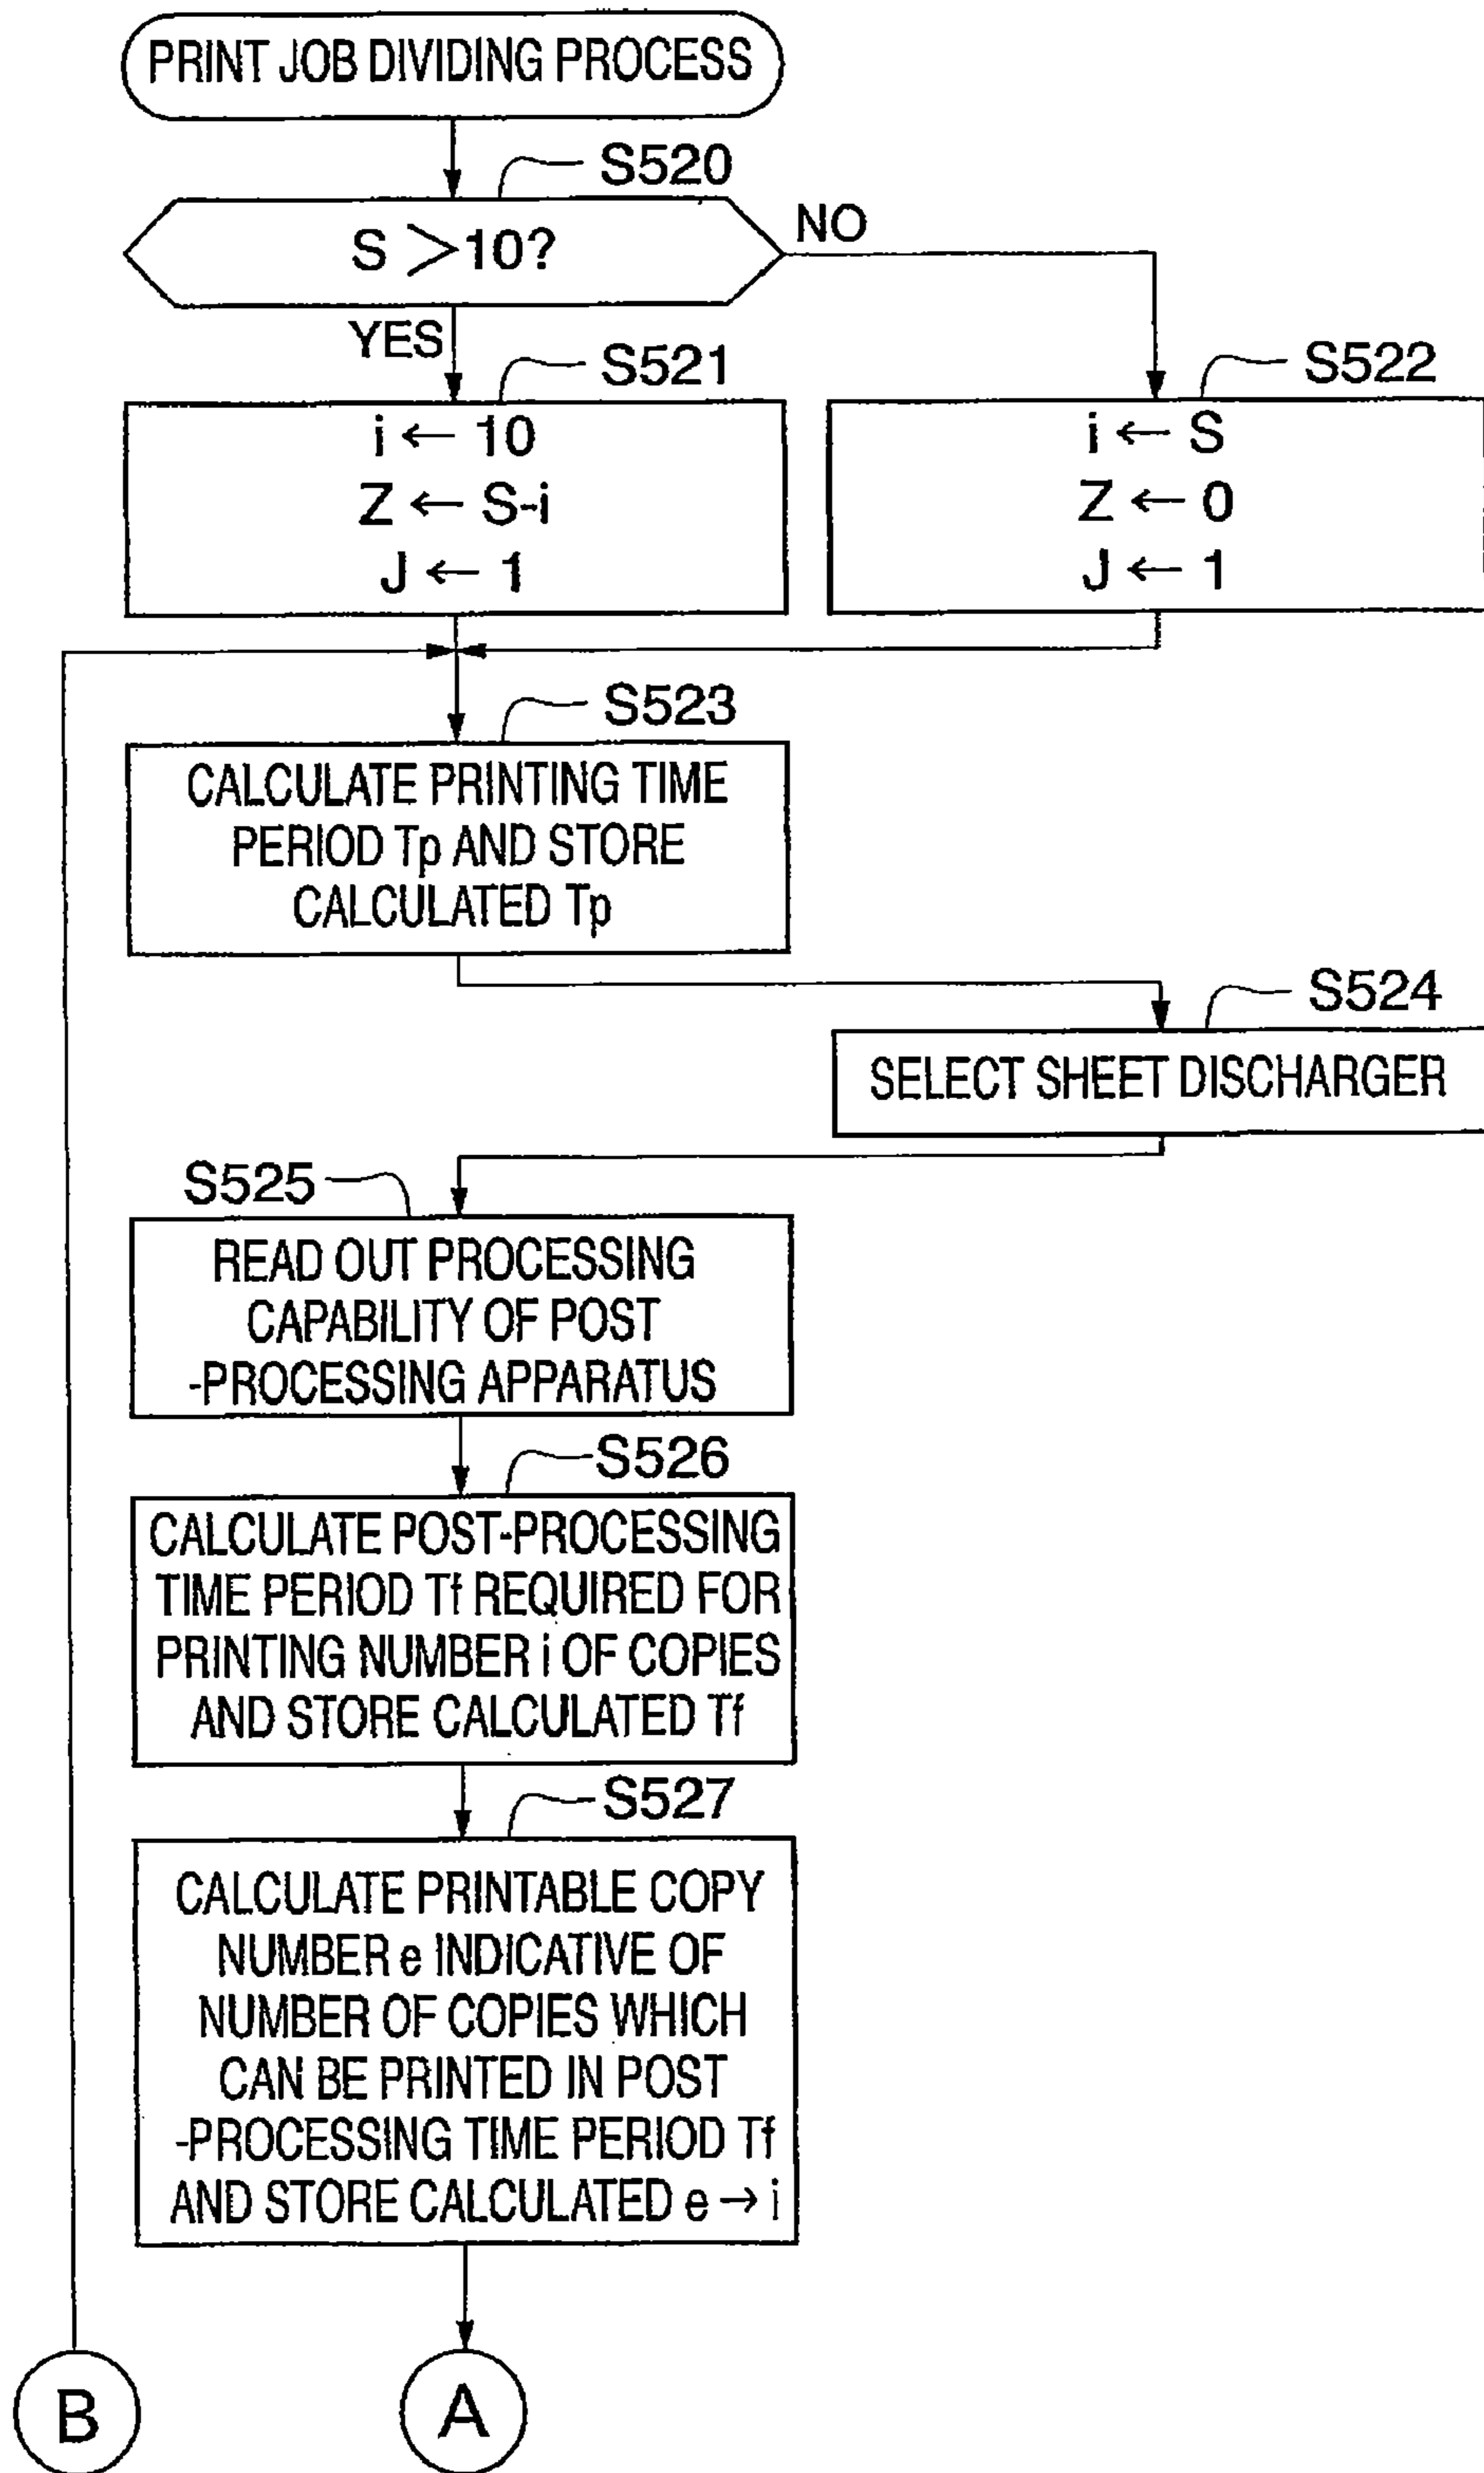 PRINT JOB DIVIDING PROCESS
S520
S >10?
NO
YES
S521
i ← 10
Z ← S-i
J ← 1
S522
i ← S
Z ← 0
J ← 1
S523
CALCULATE PRINTING TIME
PERIOD Tp AND STORE
CALCULATED Tp
S524
SELECT SHEET DISCHARGER
S525
READ OUT PROCESSING
CAPABILITY OF POST
-PROCESSING APPARATUS
S526
CALCULATE POST-PROCESSING
TIME PERIOD Tf REQUIRED FOR
PRINTING NUMBER i OF COPIES
AND STORE CALCULATED Tf
S527
CALCULATE PRINTABLE COPY
NUMBER e INDICATIVE OF
NUMBER OF COPIES WHICH
CAN BE PRINTED IN POST
-PROCESSING TIME PERIOD Tf
AND STORE CALCULATED e → i
B
A